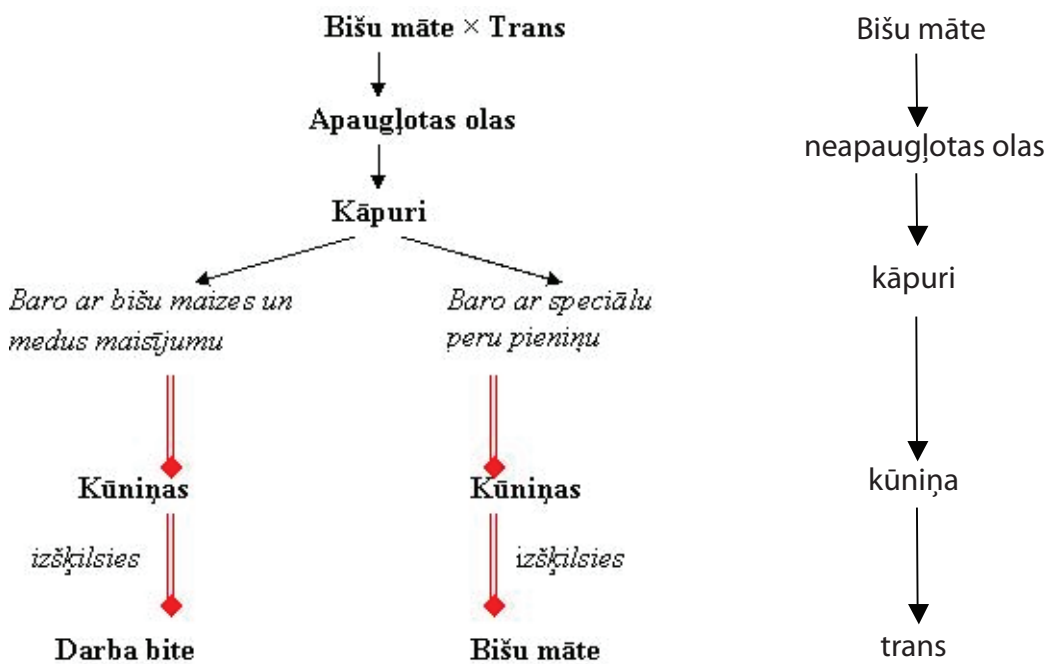 Bišu māte × Trans
Apaugļotas olas
Kāpuri
Baro ar bišu maizes un
medus maisījumu
Baro ar speciālu
peru pieniņu
Kūniņas
Kūniņas
izšķilsies
izšķilsies
Darba bite
Bišu māte
Bišu māte
neapaugļotas olas
kāpuri
kūniņa
trans